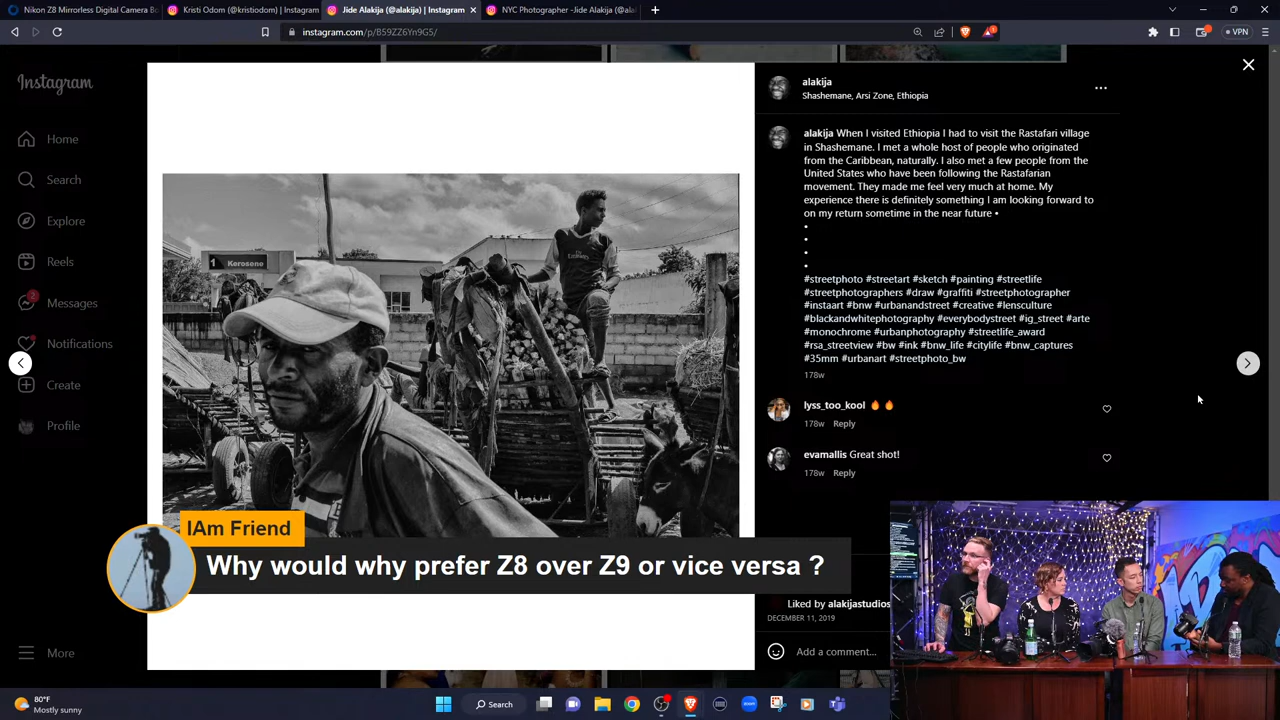 Nikon Z8 Mirrorless Digital Camera Bo
Kristi Odom (@kristiodom) | Instagram
Jide Alakija (@alakija) | Instagram
NYC Photographer -Jide Alakija (@ala
instagram.com/p/B59ZZ6Yn9G5/
VPN
Instagram
Home
Search
Explore
Reels
2
Messages
Notifications
Create
Profile
More
1 Kerosene
Fly Emirates
alakija
Shashemane, Arsi Zone, Ethiopia
alakija When I visited Ethiopia I had to visit the Rastafari village
in Shashemane. I met a whole host of people who originated
from the Caribbean, naturally. I also met a few people from the
United States who have been following the Rastafarian
movement. They made me feel very much at home. My
experience there is definitely something I am looking forward to
on my return sometime in the near future •
•
•
•
•
#streetphoto #streetart #sketch #painting #streetlife
#streetphotographers #draw #graffiti #streetphotographer
#instaart #bnw #urbanandstreet #creative #lensculture
#blackandwhitephotography #everybodystreet #ig_street #arte
#monochrome #urbanphotography #streetlife_award
#rsa_streetview #bw #ink #bnw_life #citylife #bnw_captures
#35mm #urbanart #streetphoto_bw
178w
lyss_too_kool 🔥 🔥
178w Reply
evamallis Great shot!
178w Reply
Liked by alakijastudios
DECEMBER 11, 2019
Add a comment...
IAm Friend
Why would why prefer Z8 over Z9 or vice versa ?
80°F
Mostly sunny
Search
zoom